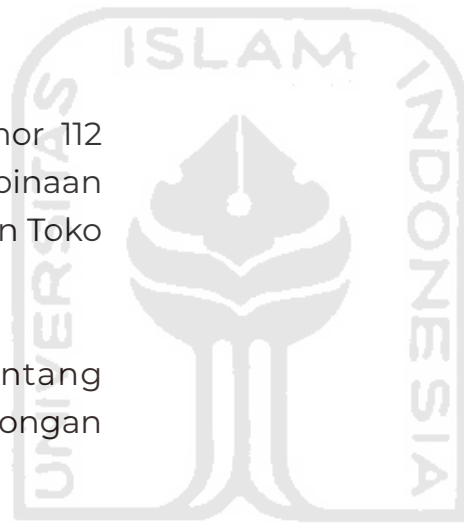 ISLAM
UNIVERSITAS
INDONESIA
nor 112
binaan
n Toko
ntang
ongan